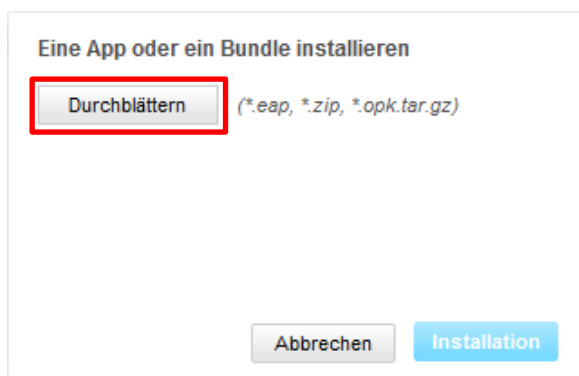 Eine App oder ein Bundle installieren
Durchblättern (*.eap, *.zip, *.opk.tar.gz)
Abbrechen Installation